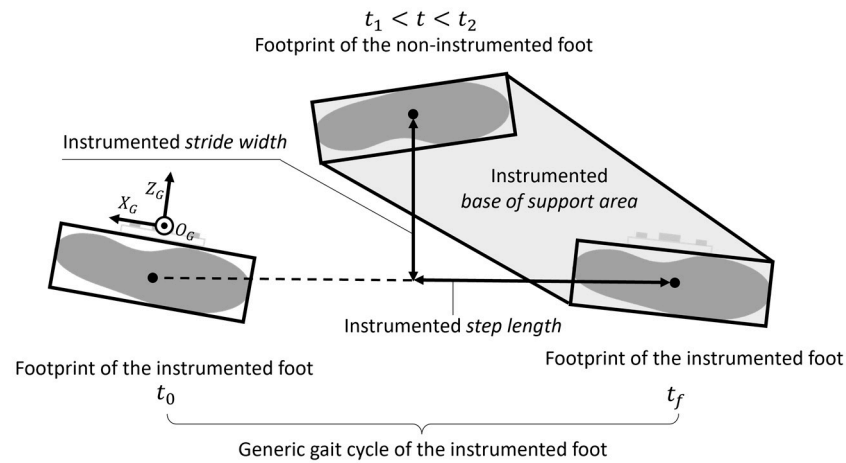 t₁ < t < t₂
Footprint of the non-instrumented foot
Instrumented stride width
Z_G
X_G
O_G
Instrumented
base of support area
Instrumented step length
Footprint of the instrumented foot
Footprint of the instrumented foot
t₀
t_f
Generic gait cycle of the instrumented foot